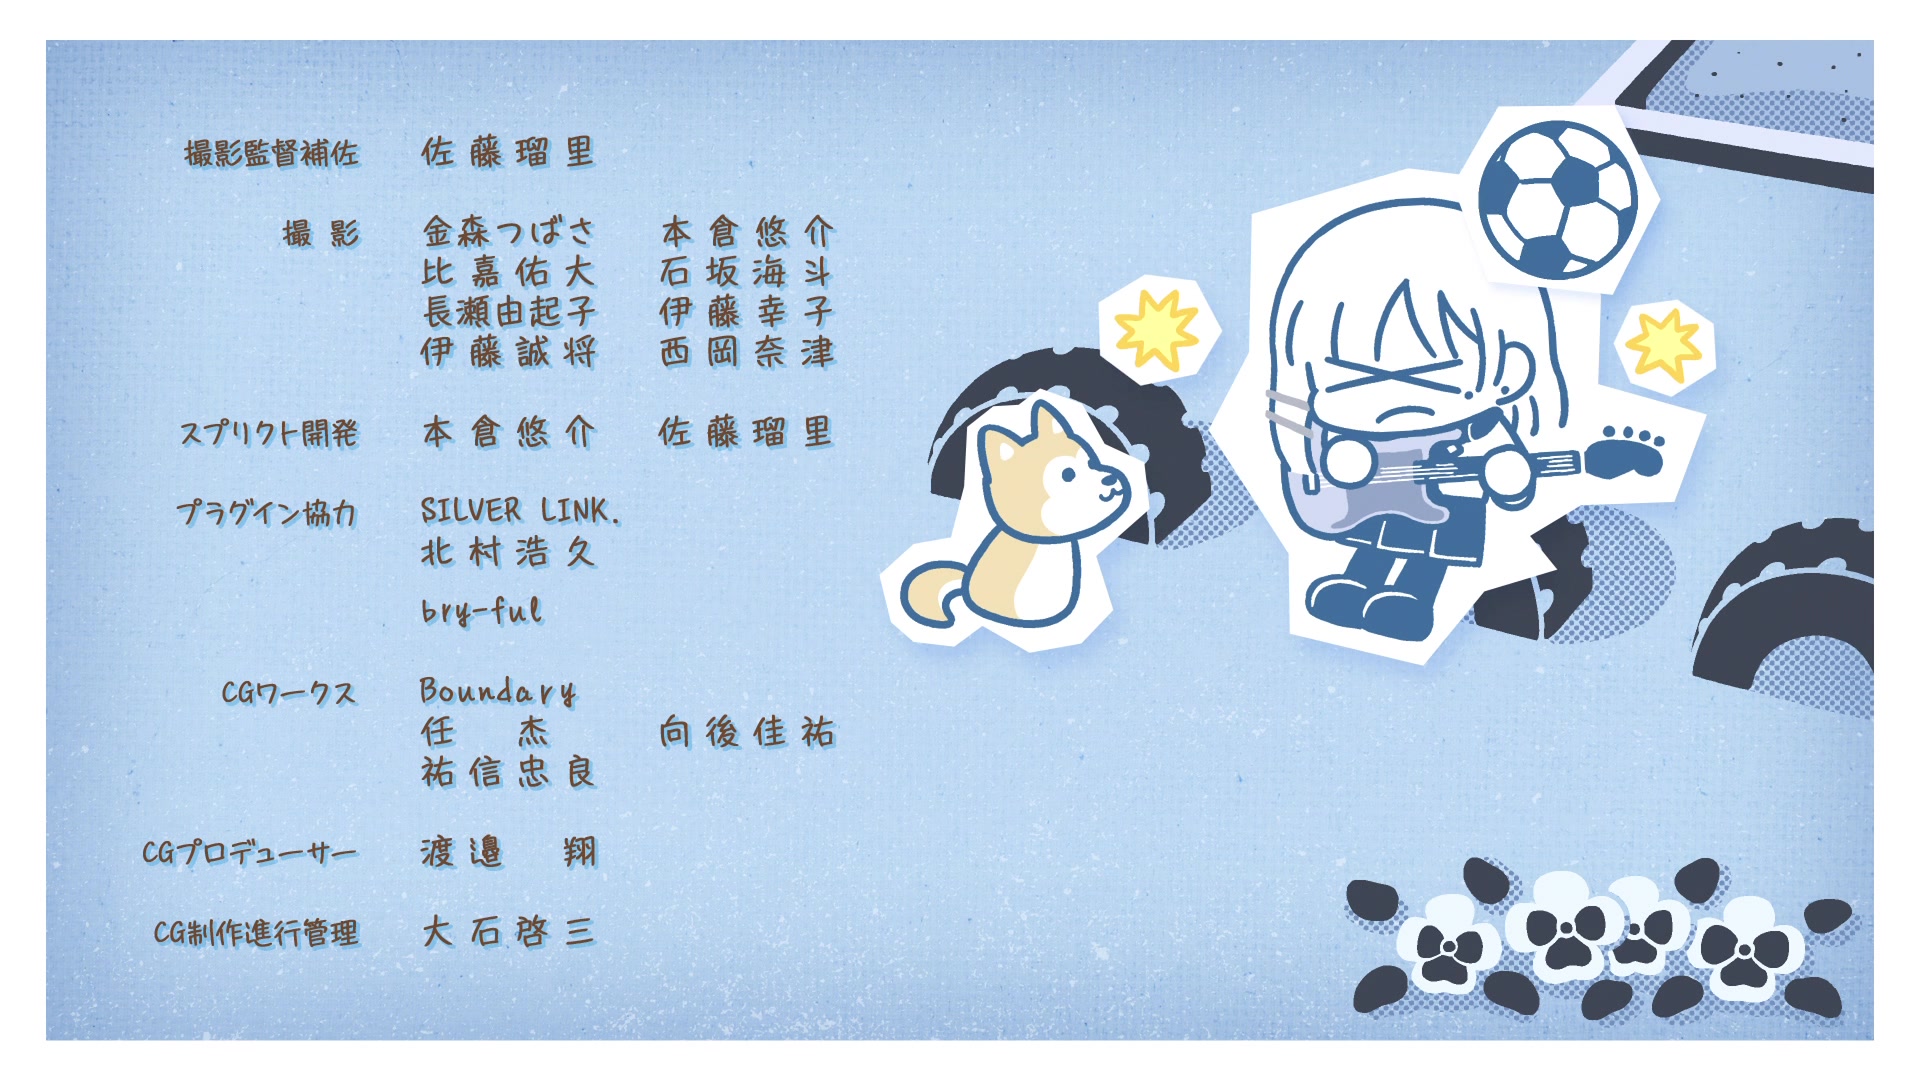 撮影監督補佐 佐藤瑠里
撮影 金森つばさ 本倉悠介
比嘉佑大 石坂海斗
長瀬由起子 伊藤幸子
伊藤誠将 西岡奈津
スプリクト開発 本倉悠介 佐藤瑠里
プラグイン協力 SILVER LINK.
北村浩久
bry-ful
CGワークス Boundary
任杰 向後佳祐
祐信忠良
CGプロデューサー 渡邉翔
CG制作進行管理 大石啓三